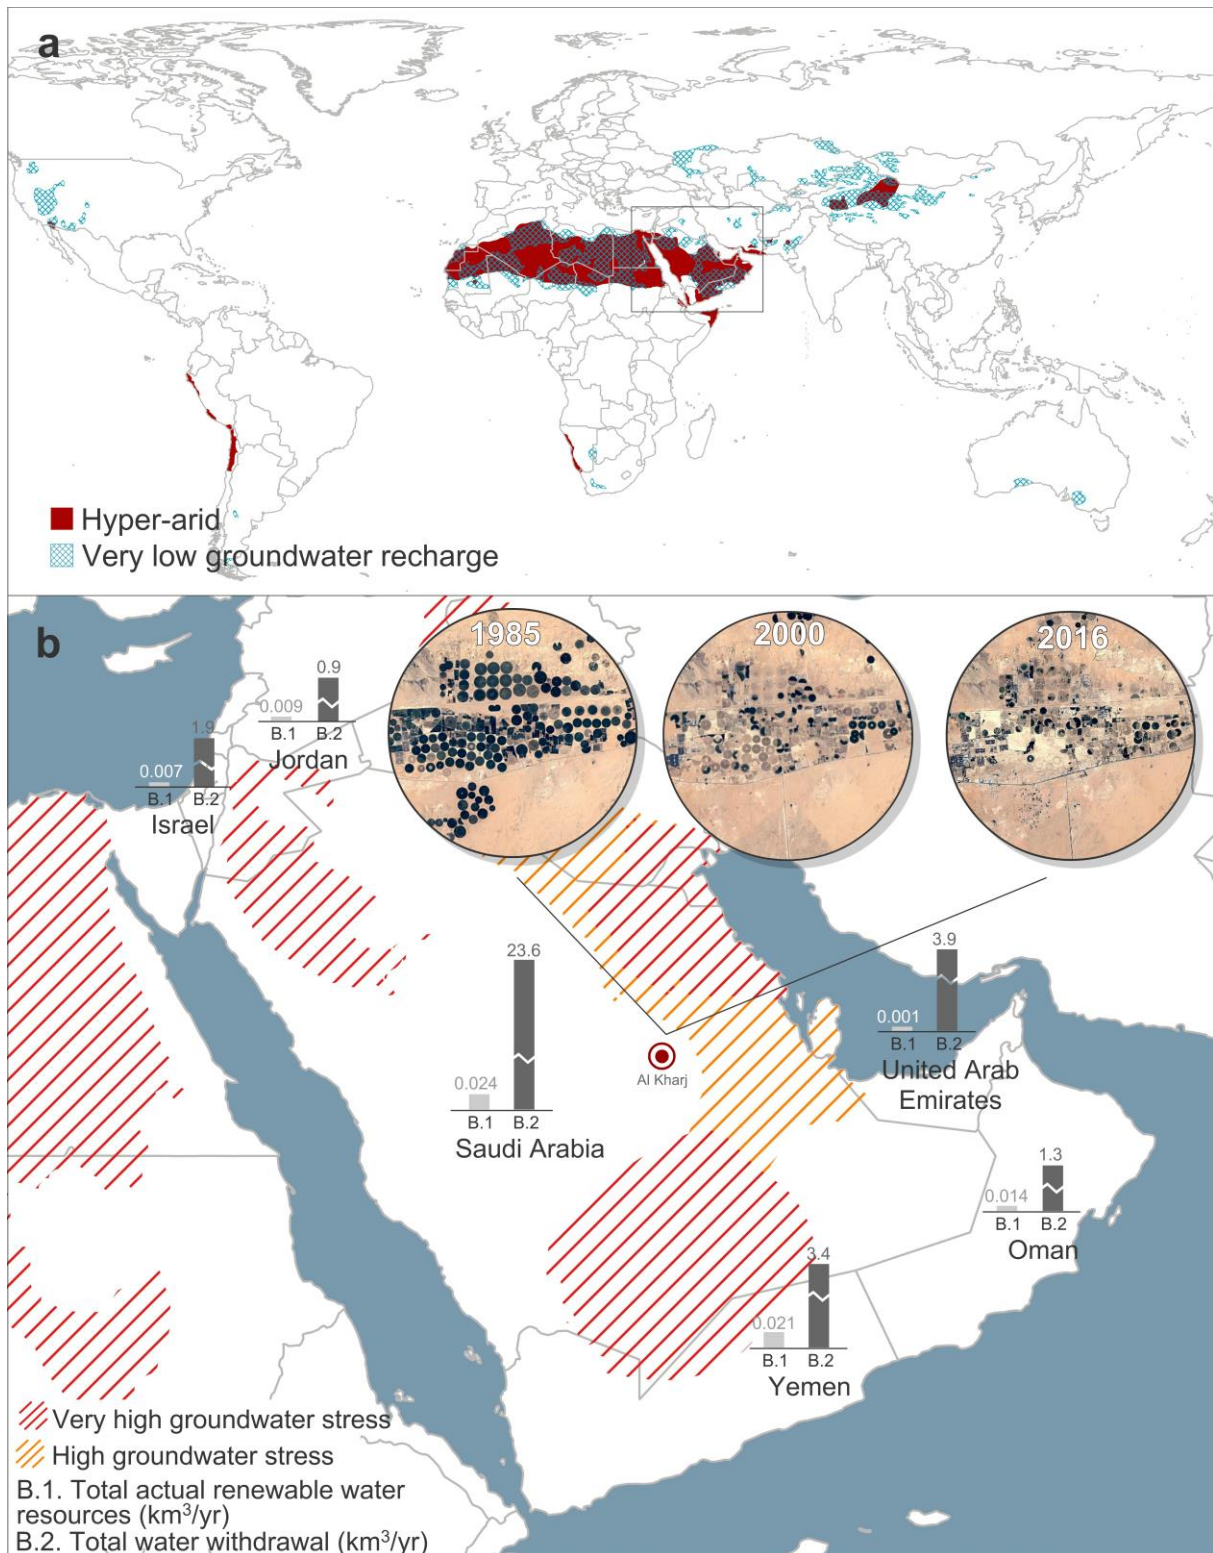 a
Hyper-arid
Very low groundwater recharge
b
1985
2000
2016
0.9
0.009
B.1
B.2
Jordan
1.9
0.007
B.1
B.2
Israel
23.6
0.024
B.1
B.2
Saudi Arabia
Al Kharj
3.9
0.001
B.1
B.2
United Arab
Emirates
1.3
0.014
B.1
B.2
Oman
3.4
0.021
B.1
B.2
Yemen
Very high groundwater stress
High groundwater stress
B.1. Total actual renewable water
resources (km³/yr)
B.2. Total water withdrawal (km³/yr)